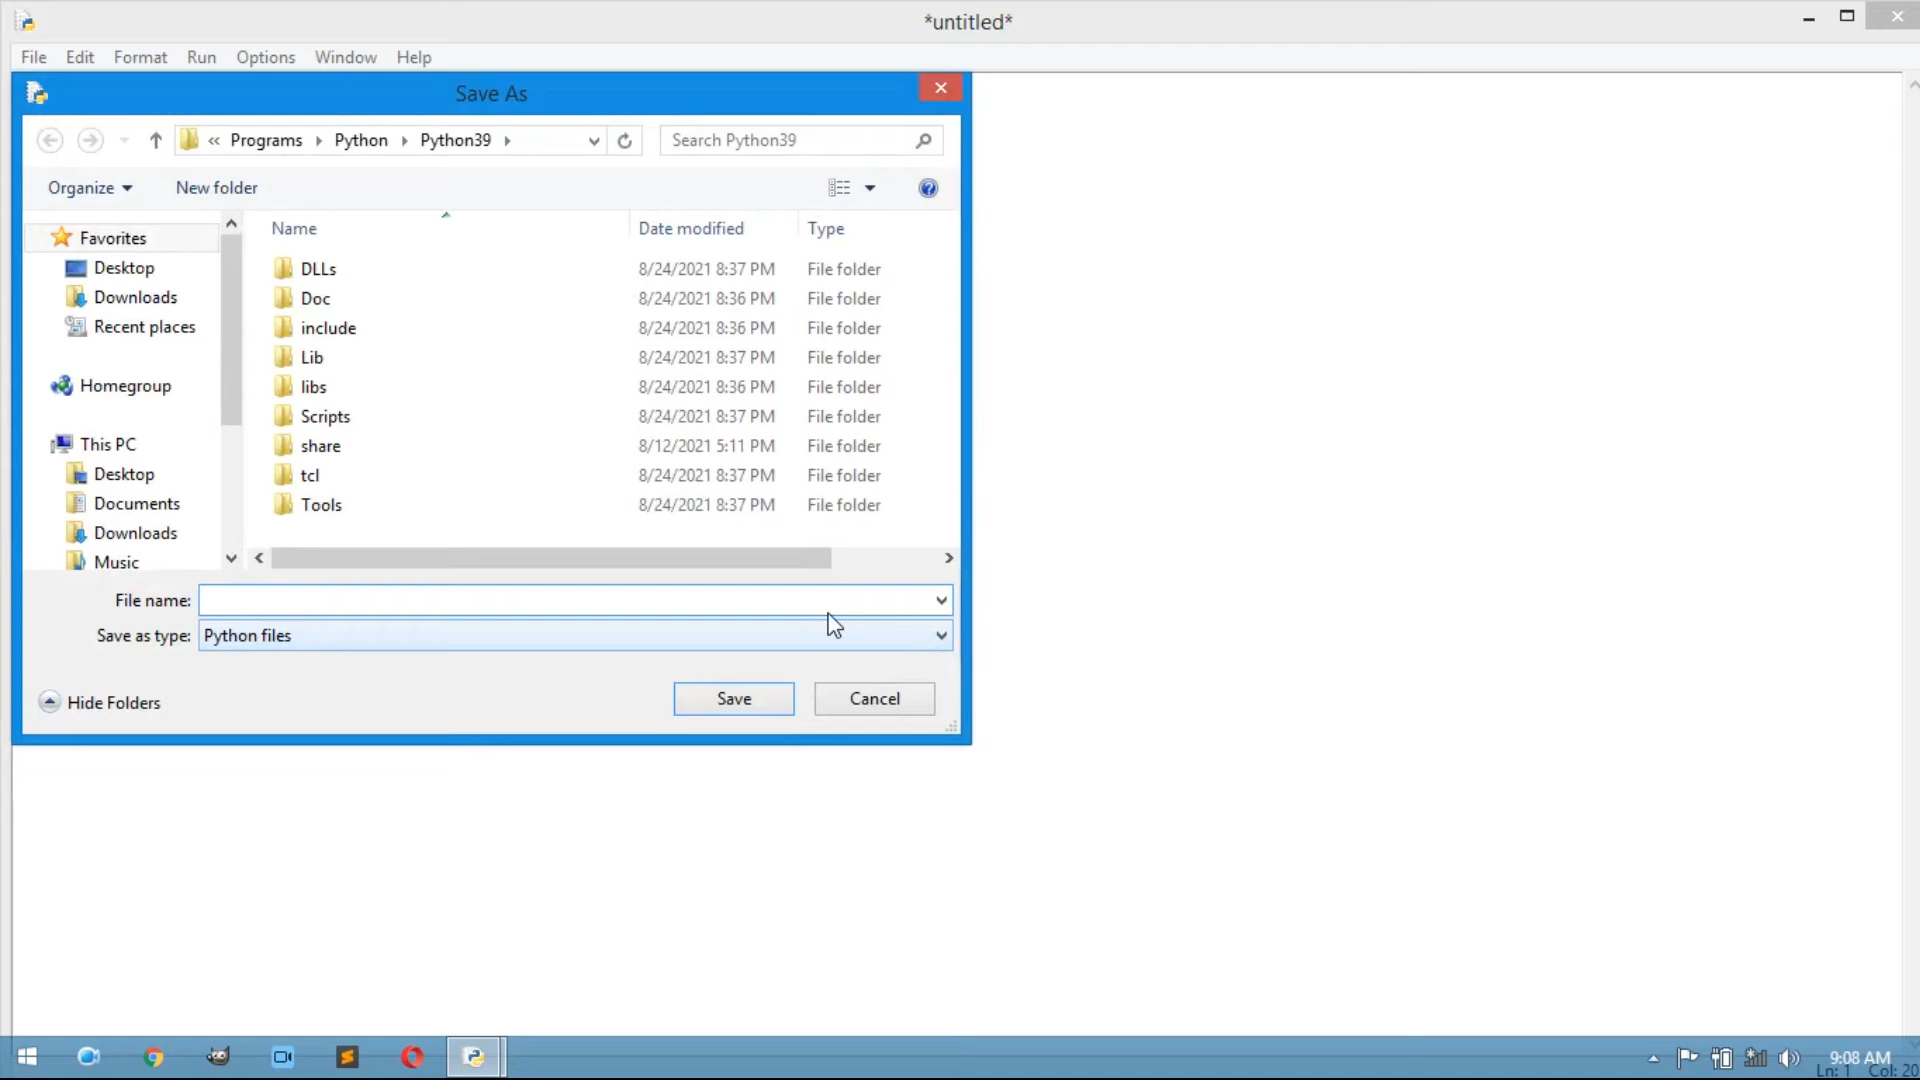 *untitled*
File Edit Format Run Options Window Help
Save As
« Programs Python Python39
Search Python39
Organize New folder
Name Date modified Type
Favorites
Desktop
Downloads
Recent places
Homegroup
This PC
Desktop
Documents
Downloads
Music
DLLs 8/24/2021 8:37 PM File folder
Doc 8/24/2021 8:36 PM File folder
include 8/24/2021 8:36 PM File folder
Lib 8/24/2021 8:37 PM File folder
libs 8/24/2021 8:36 PM File folder
Scripts 8/24/2021 8:37 PM File folder
share 8/12/2021 5:11 PM File folder
tcl 8/24/2021 8:37 PM File folder
Tools 8/24/2021 8:37 PM File folder
File name:
Save as type: Python files
Hide Folders
Save Cancel
9:08 AM
Ln: 1 Col: 20